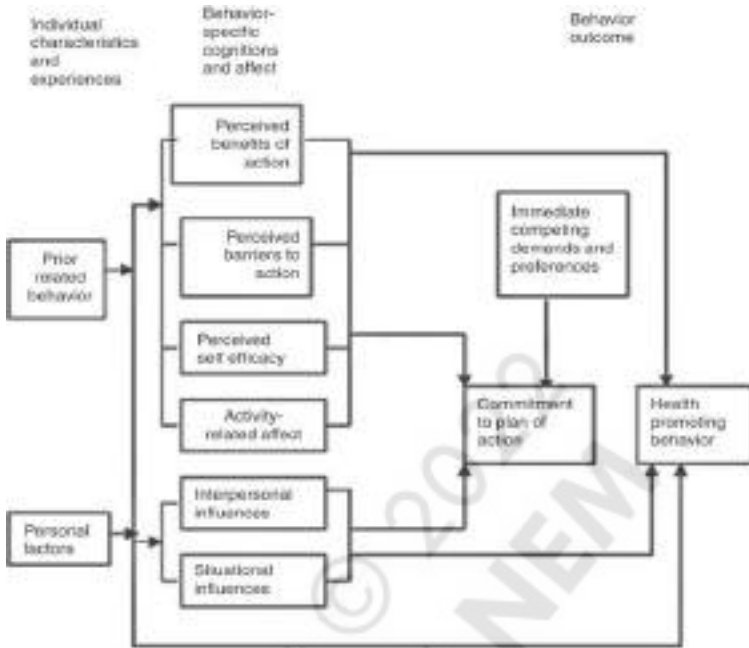 Individual
characteristics
and
experiences
Behavior-
specific
cognitions
and affect
Behavior
outcome
Perceived
benefits of
action
Perceived
barriers to
action
Immediate
competing
demands and
preferences
Prior
related
behavior
Perceived
self efficacy
Activity-
related affect
Commitment
to plan of
action
Health
promoting
behavior
Interpersonal
influences
Personal
factors
Situational
influences
© 2022
NEM